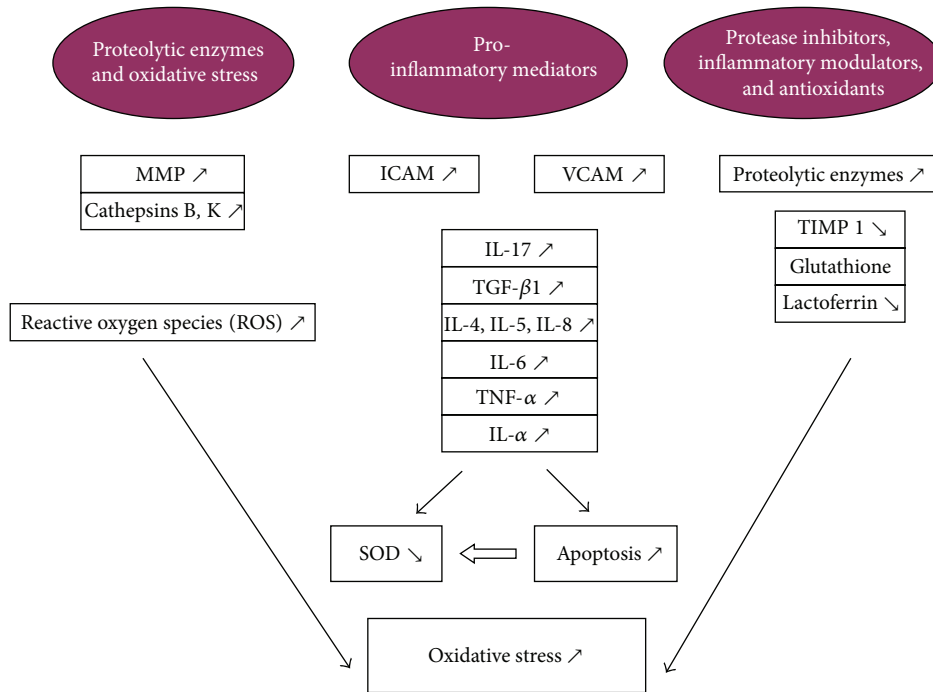 Proteolytic enzymes
and oxidative stress
Pro-
inflammatory mediators
Protease inhibitors,
inflammatory modulators,
and antioxidants
MMP ↗
Cathepsins B, K ↗
ICAM ↗
VCAM ↗
Proteolytic enzymes ↗
TIMP 1 ↘
Glutathione
Lactoferrin ↘
IL-17 ↗
TGF-β1 ↗
IL-4, IL-5, IL-8 ↗
IL-6 ↗
TNF-α ↗
IL-α ↗
Reactive oxygen species (ROS) ↗
SOD ↘
Apoptosis ↗
Oxidative stress ↗